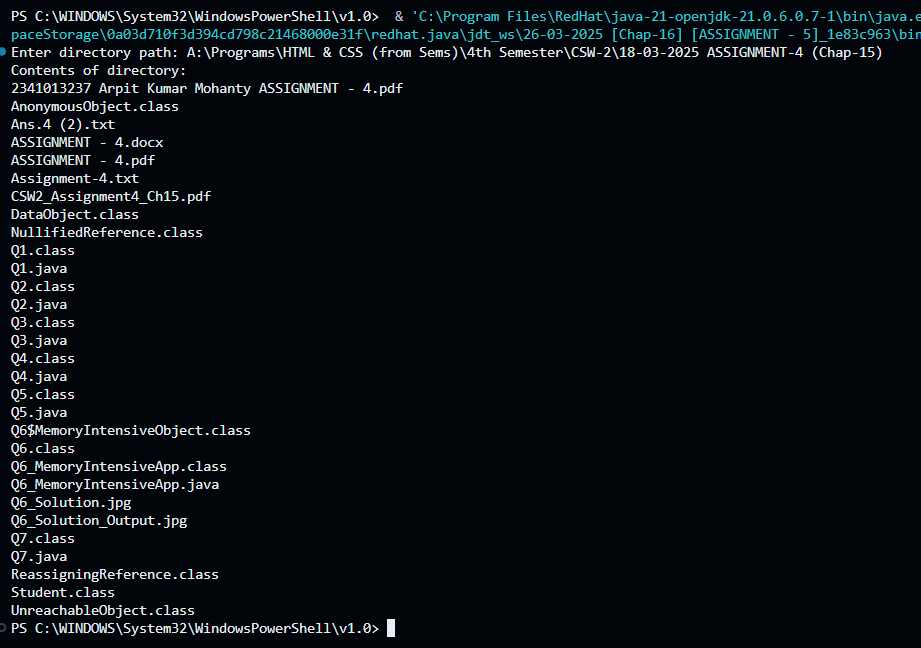 PS C:\WINDOWS\System32\WindowsPowerShell\v1.0>  & 'C:\Program Files\RedHat\java-21-openjdk-21.0.6.0.7-1\bin\java.e
paceStorage\0a03d710f3d394cd798c21468000e31f\redhat.java\jdt_ws\26-03-2025 [Chap-16] [ASSIGNMENT - 5]_1e83c963\bin
Enter directory path: A:\Programs\HTML & CSS (from Sems)\4th Semester\CSW-2\18-03-2025 ASSIGNMENT-4 (Chap-15)
Contents of directory:
2341013237 Arpit Kumar Mohanty ASSIGNMENT - 4.pdf
AnonymousObject.class
Ans.4 (2).txt
ASSIGNMENT - 4.docx
ASSIGNMENT - 4.pdf
Assignment-4.txt
CSW2_Assignment4_Ch15.pdf
DataObject.class
NullifiedReference.class
Q1.class
Q1.java
Q2.class
Q2.java
Q3.class
Q3.java
Q4.class
Q4.java
Q5.class
Q5.java
Q6$MemoryIntensiveObject.class
Q6.class
Q6_MemoryIntensiveApp.class
Q6_MemoryIntensiveApp.java
Q6_Solution.jpg
Q6_Solution_Output.jpg
Q7.class
Q7.java
ReassigningReference.class
Student.class
UnreachableObject.class
PS C:\WINDOWS\System32\WindowsPowerShell\v1.0>